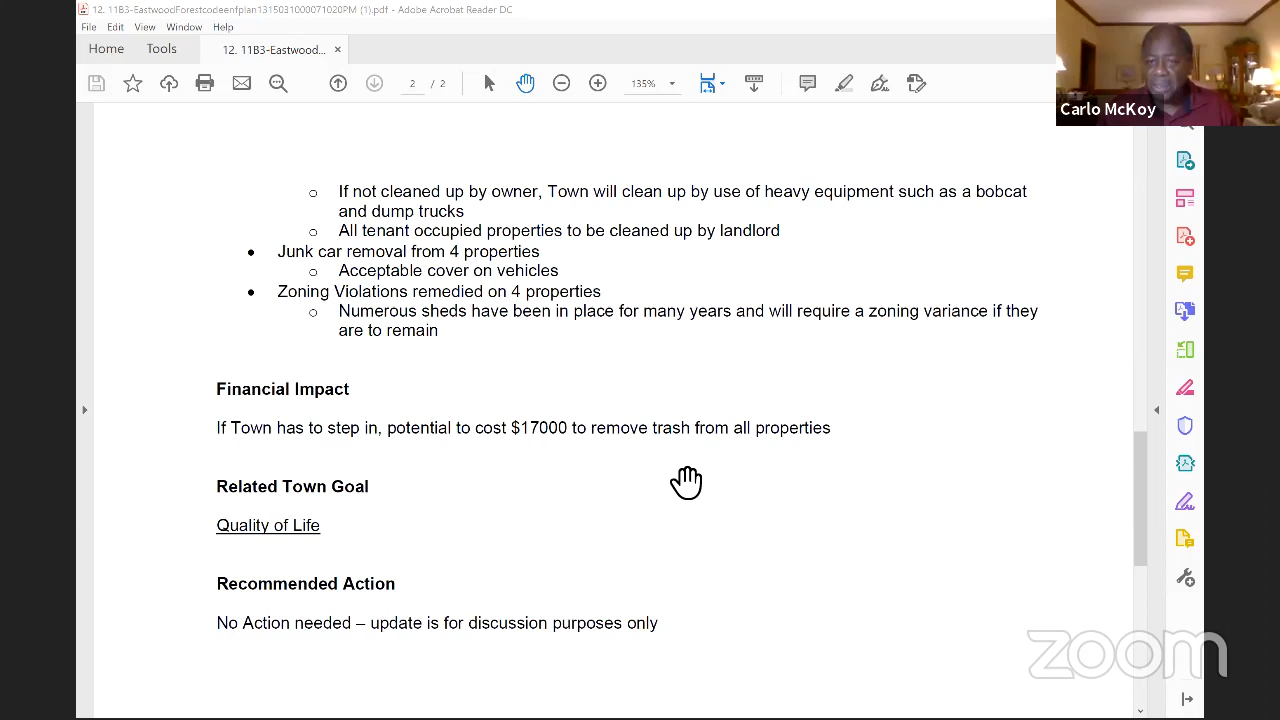 12. 11B3-EastwoodForestcodeenfplan1315031000071020PM (1).pdf - Adobe Acrobat Reader DC
File Edit View Window Help
Home Tools 12. 11B3-Eastwood... ×
2 / 2 135%
Carlo McKoy
o If not cleaned up by owner, Town will clean up by use of heavy equipment such as a bobcat
and dump trucks
o All tenant occupied properties to be cleaned up by landlord
• Junk car removal from 4 properties
o Acceptable cover on vehicles
• Zoning Violations remedied on 4 properties
o Numerous sheds have been in place for many years and will require a zoning variance if they
are to remain
Financial Impact
If Town has to step in, potential to cost $17000 to remove trash from all properties
Related Town Goal
Quality of Life
Recommended Action
No Action needed – update is for discussion purposes only
zoom